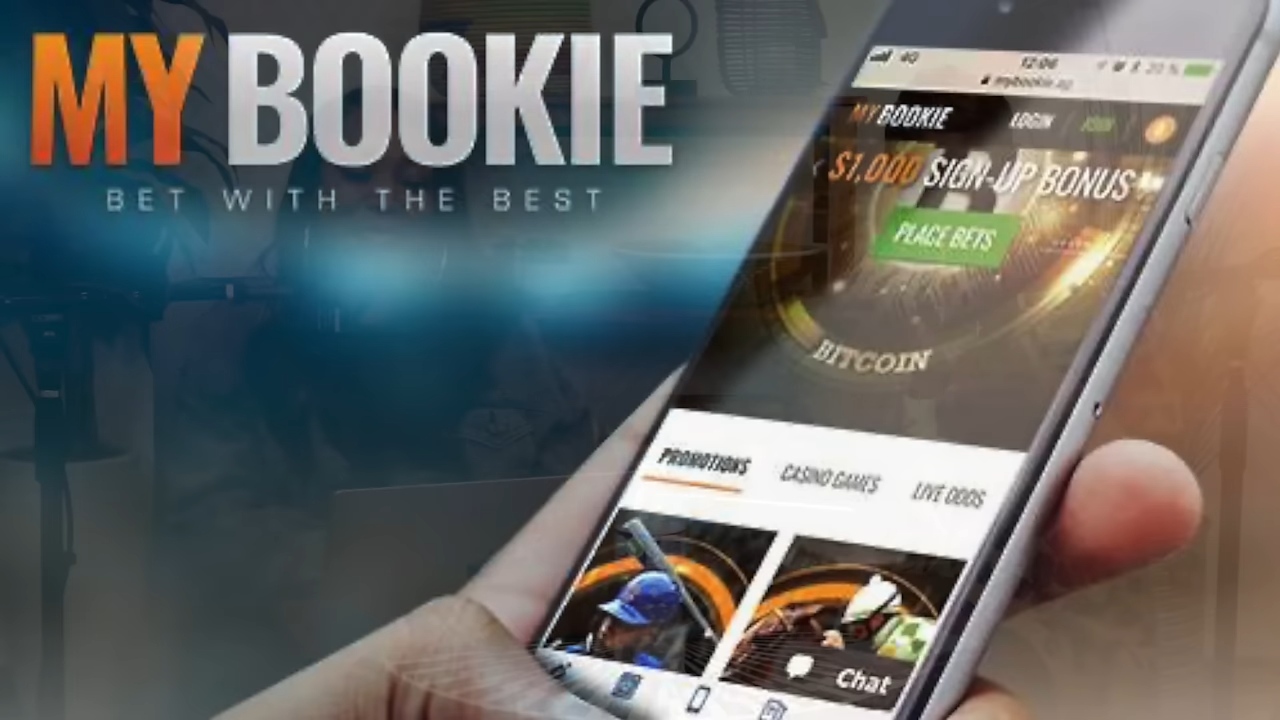 MY BOOKIE
BET WITH THE BEST
4G 12:06 20 %
mybookie.ag
MY BOOKIE LOGIN JOIN
$1,000 SIGN-UP BONUS
PLACE BETS
BITCOIN
PROMOTIONS CASINO GAMES LIVE ODDS
Chat